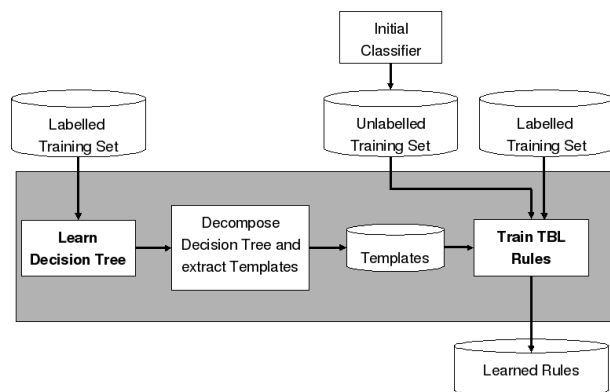 Initial
Classifier
Labelled
Training Set
Unlabelled
Training Set
Labelled
Training Set
Learn
Decision Tree
Decompose
Decision Tree and
extract Templates
Templates
Train TBL
Rules
Learned Rules